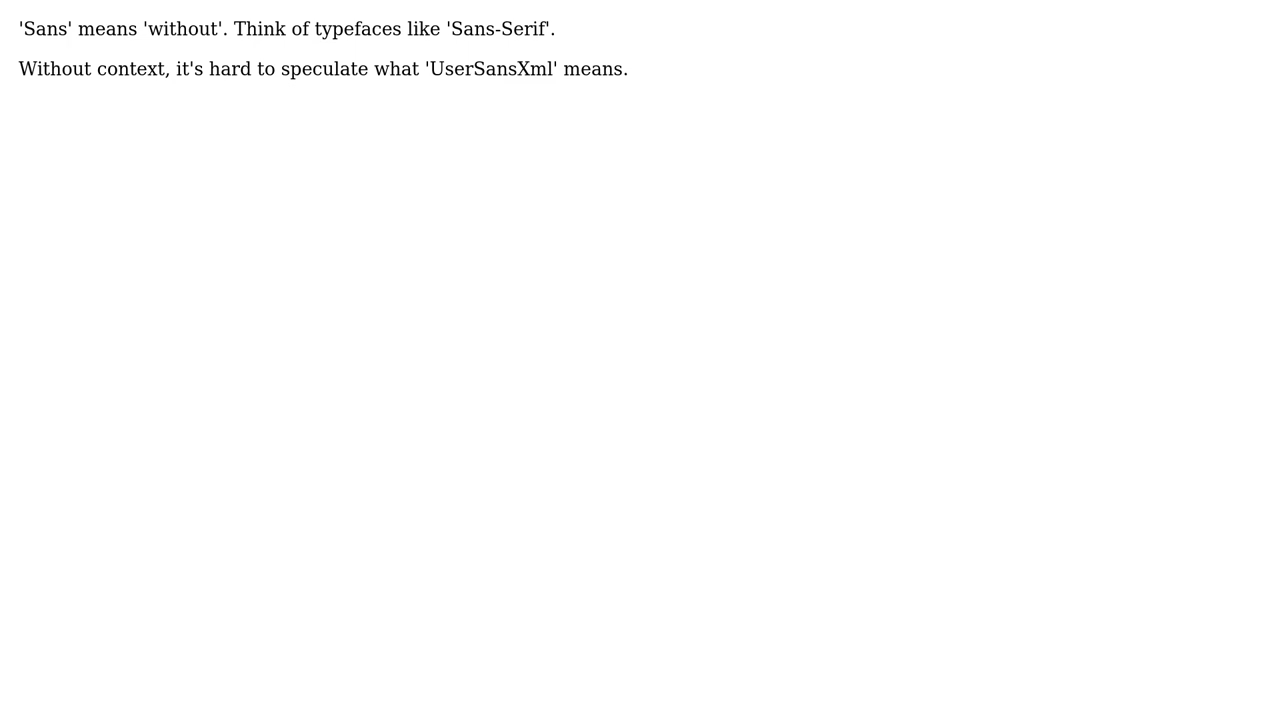 'Sans' means 'without'. Think of typefaces like 'Sans-Serif'.
Without context, it's hard to speculate what 'UserSansXml' means.